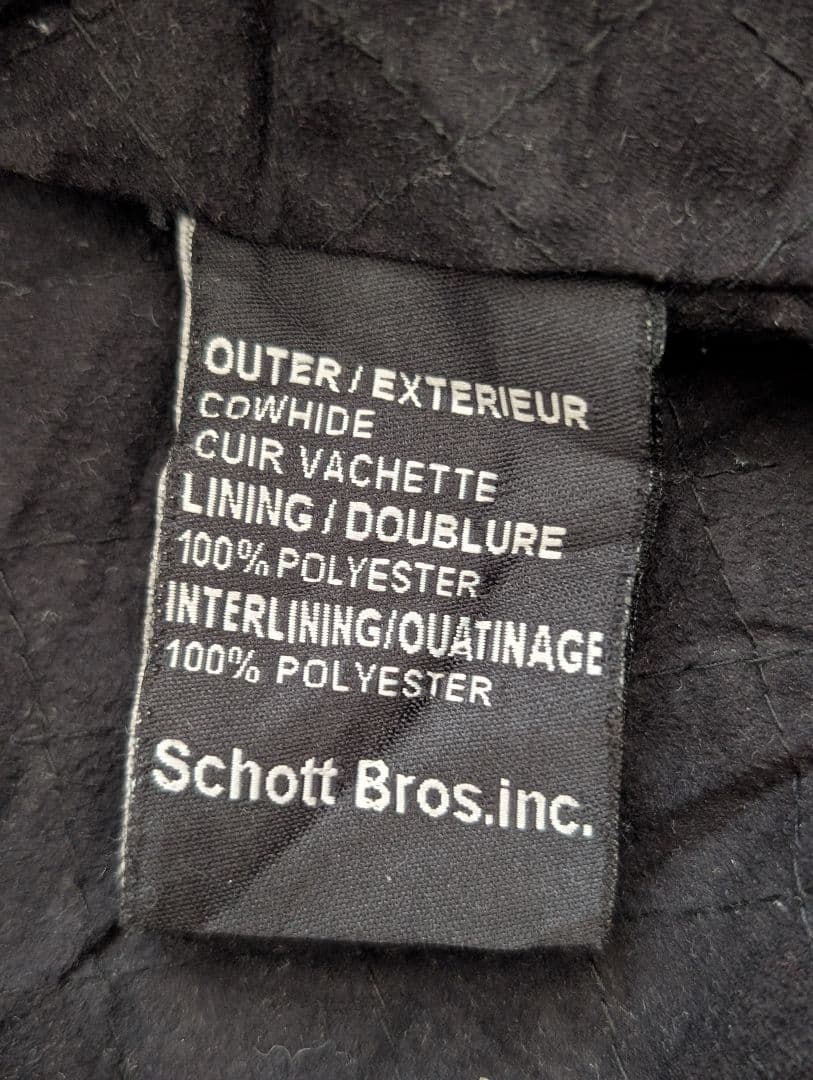 OUTER / EXTERIEUR
COWHIDE
CUIR VACHETTE
LINING / DOUBLURE
100% POLYESTER
INTERLINING/OUATINAGE
100% POLYESTER
Schott Bros.inc.